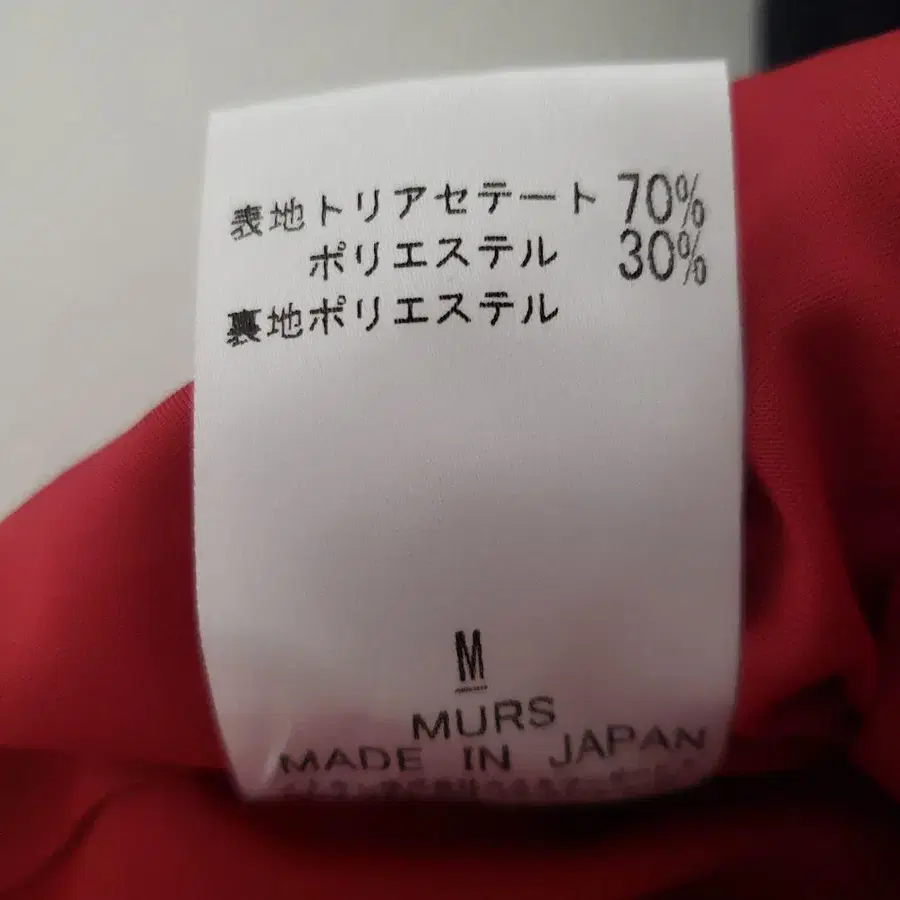 表地トリアセテート 70%
ポリエステル 30%
裏地ポリエステル
M
MURS
MADE IN JAPAN